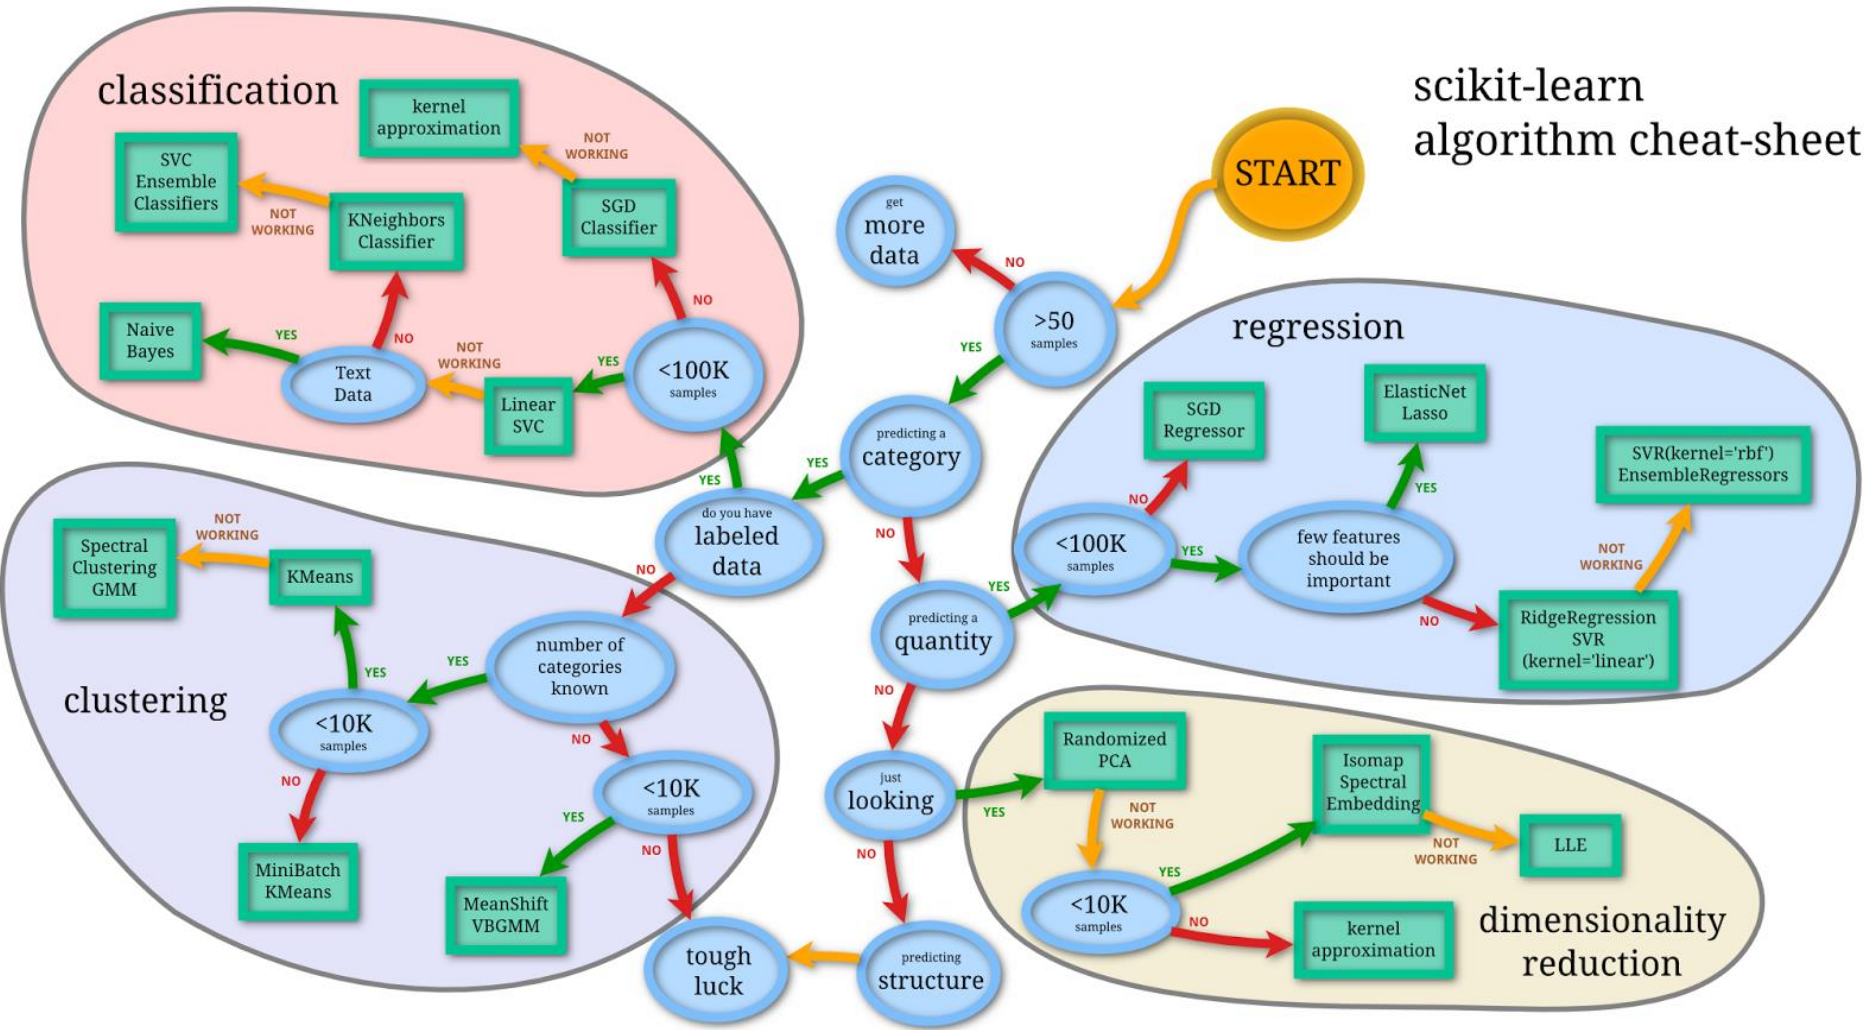 scikit-learn
algorithm cheat-sheet
START
get
more
data
NO
>50
samples
YES
predicting a
category
YES
NO
do you have
labeled
data
YES
NO
predicting a
quantity
YES
NO
just
looking
YES
NO
predicting
structure
tough
luck
classification
kernel
approximation
NOT
WORKING
SGD
Classifier
NO
<100K
samples
YES
Linear
SVC
NOT
WORKING
Text
Data
YES
Naive
Bayes
NO
KNeighbors
Classifier
NOT
WORKING
SVC
Ensemble
Classifiers
clustering
number of
categories
known
YES
NO
<10K
samples
YES
KMeans
NOT
WORKING
Spectral
Clustering
GMM
NO
MiniBatch
KMeans
<10K
samples
YES
MeanShift
VBGMM
NO
regression
<100K
samples
NO
SGD
Regressor
YES
few features
should be
important
YES
ElasticNet
Lasso
NO
RidgeRegression
SVR
(kernel='linear')
NOT
WORKING
SVR(kernel='rbf')
EnsembleRegressors
dimensionality
reduction
Randomized
PCA
NOT
WORKING
<10K
samples
YES
Isomap
Spectral
Embedding
NOT
WORKING
LLE
NO
kernel
approximation